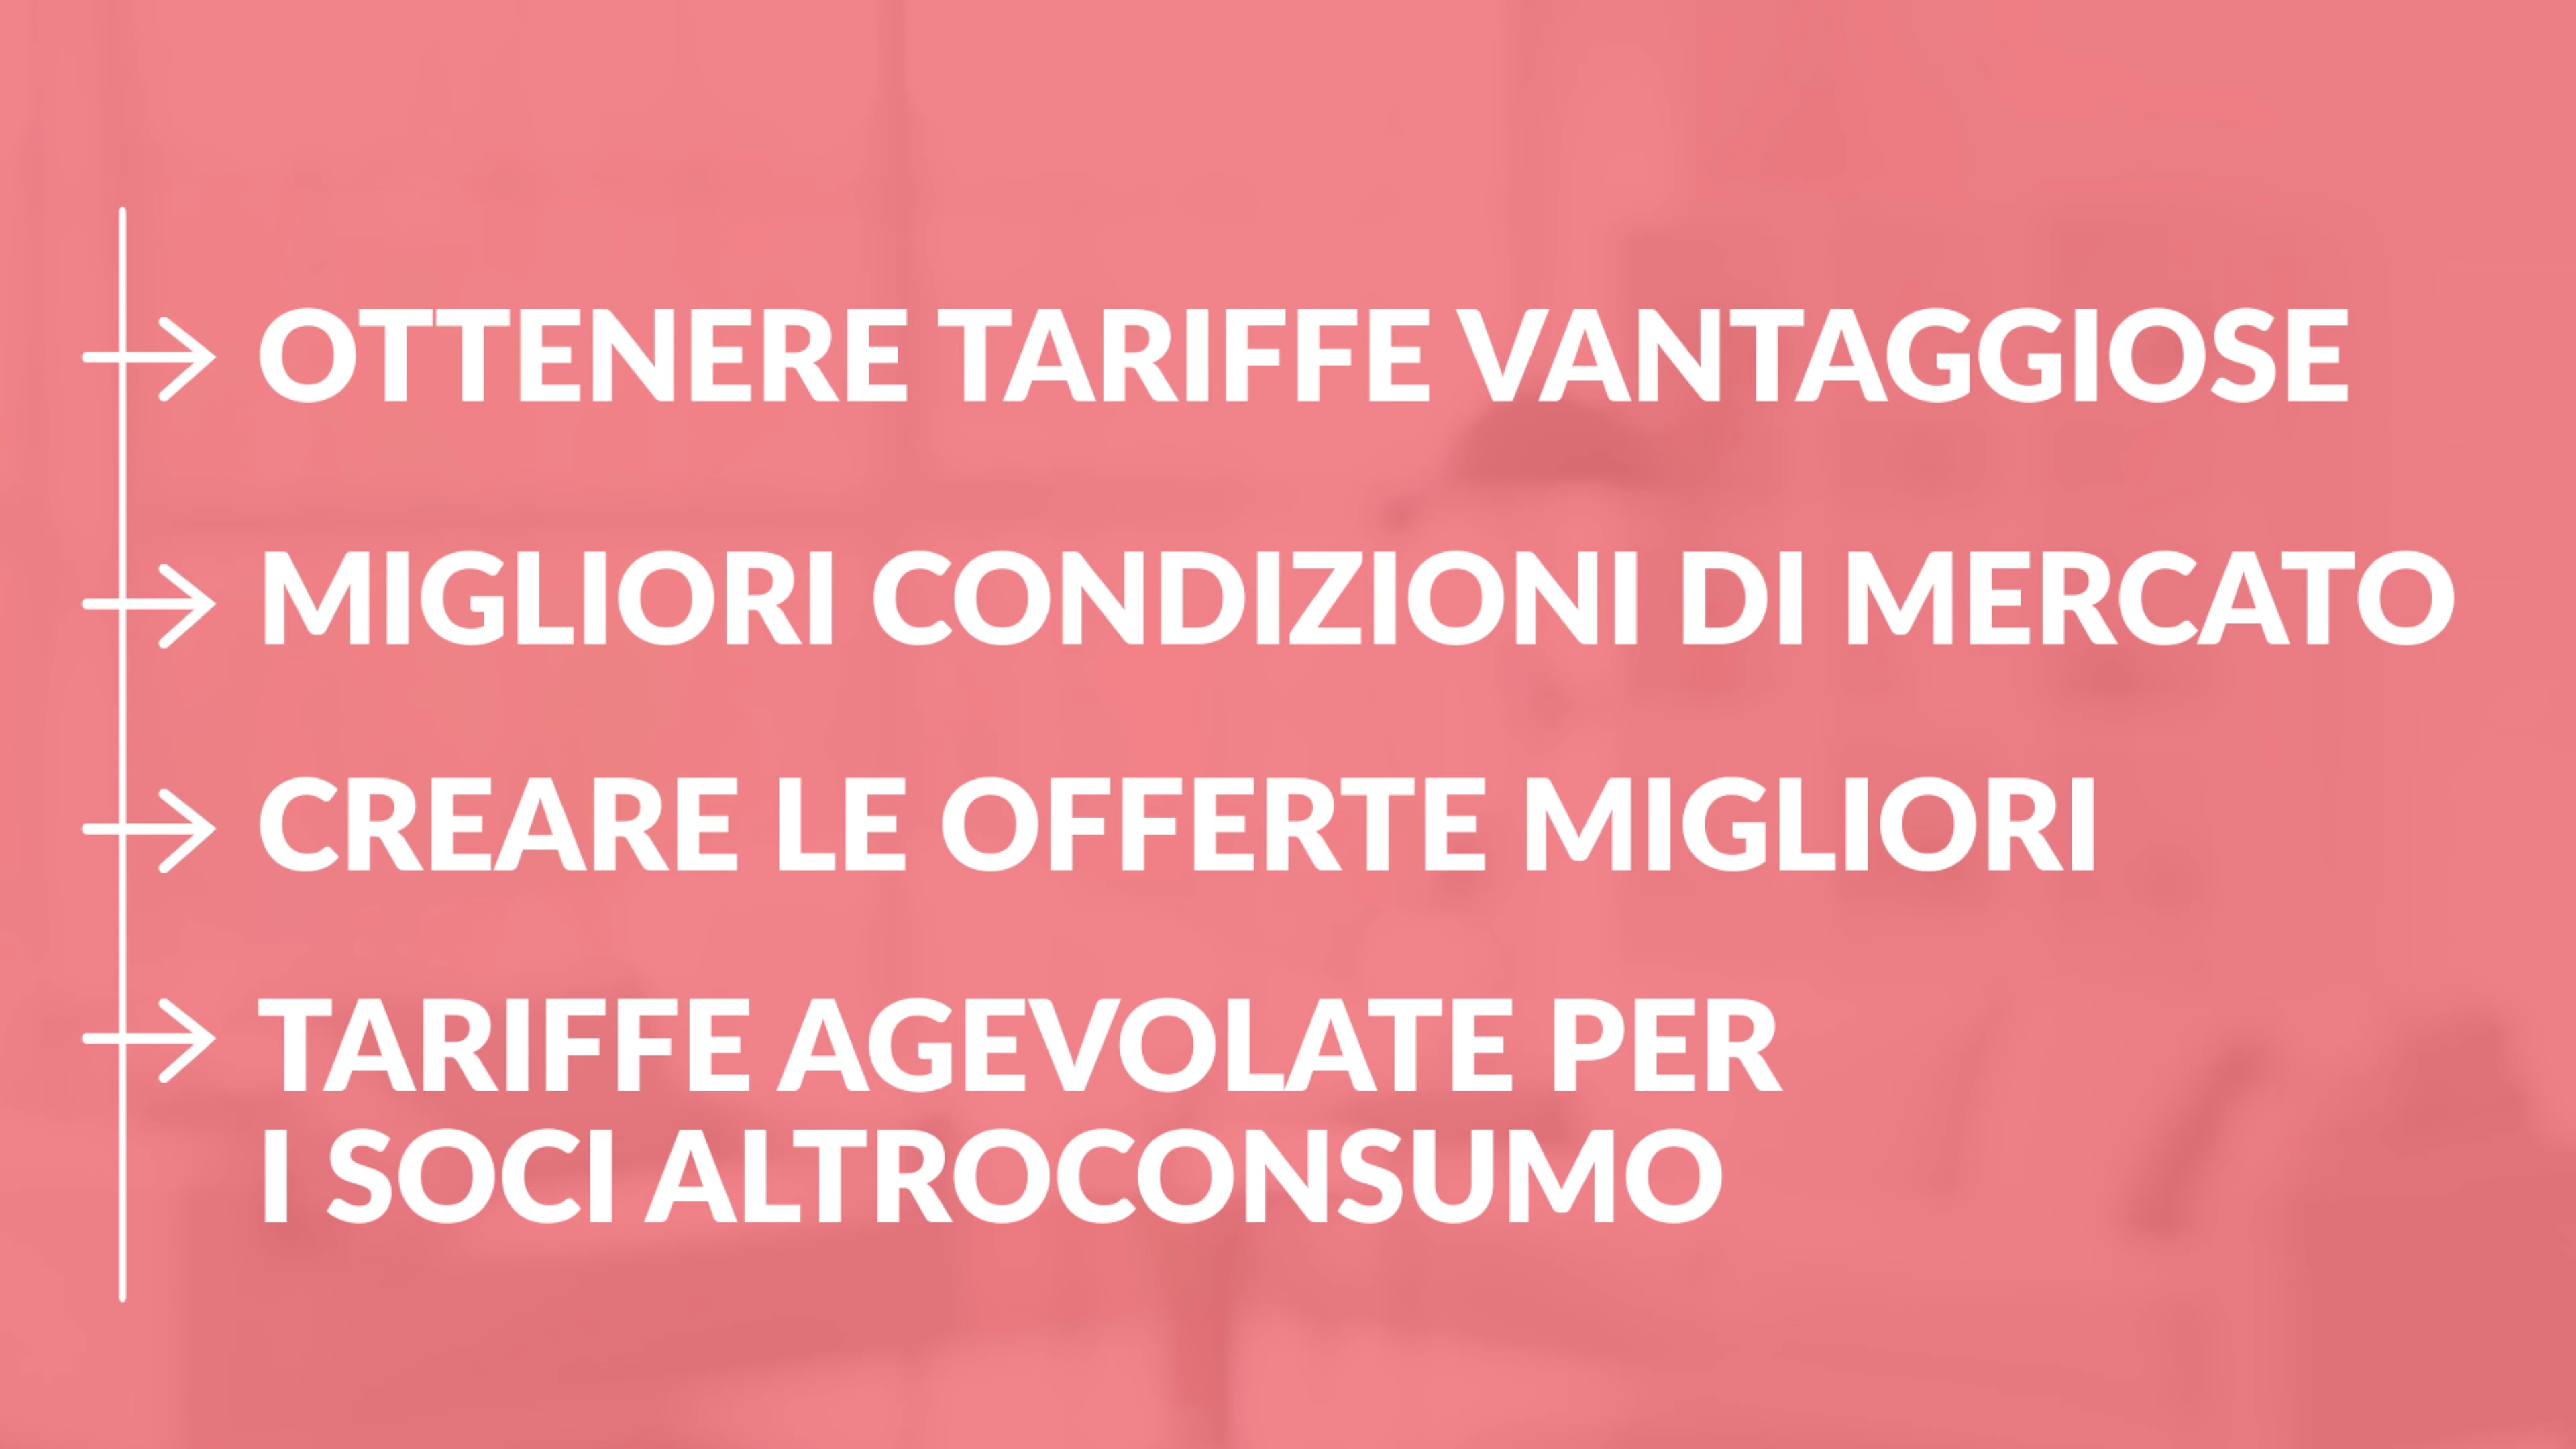 OTTENERE TARIFFE VANTAGGIOSE
MIGLIORI CONDIZIONI DI MERCATO
CREARE LE OFFERTE MIGLIORI
TARIFFE AGEVOLATE PER
I SOCI ALTROCONSUMO